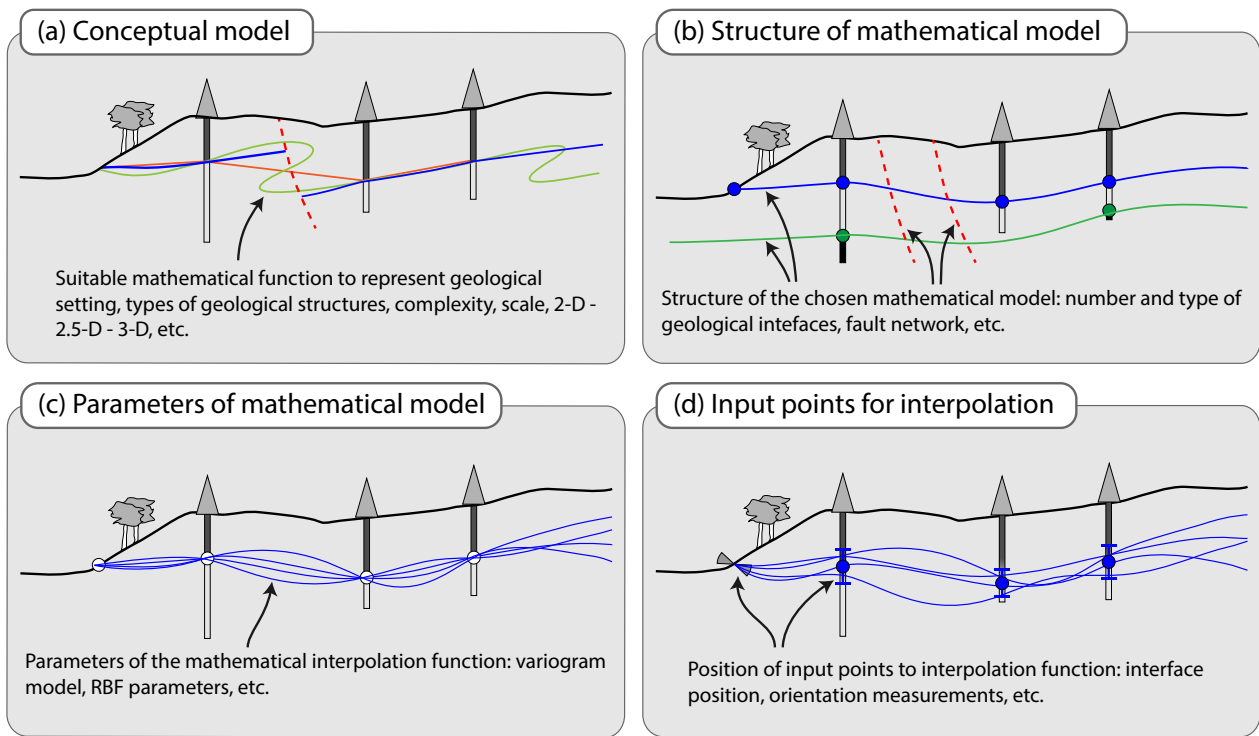 (a) Conceptual model
Suitable mathematical function to represent geological
setting, types of geological structures, complexity, scale, 2-D -
2.5-D - 3-D, etc.
(b) Structure of mathematical model
Structure of the chosen mathematical model: number and type of
geological intefaces, fault network, etc.
(c) Parameters of mathematical model
Parameters of the mathematical interpolation function: variogram
model, RBF parameters, etc.
(d) Input points for interpolation
Position of input points to interpolation function: interface
position, orientation measurements, etc.